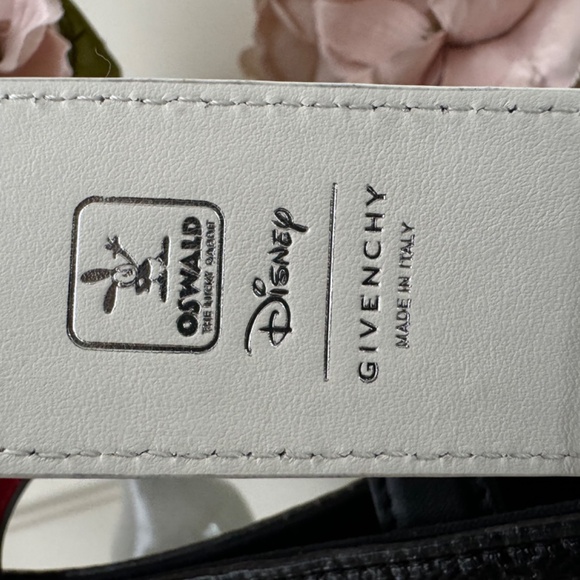 OSWALD
THE LUCKY RABBIT
Disney
GIVENCHY
MADE IN ITALY